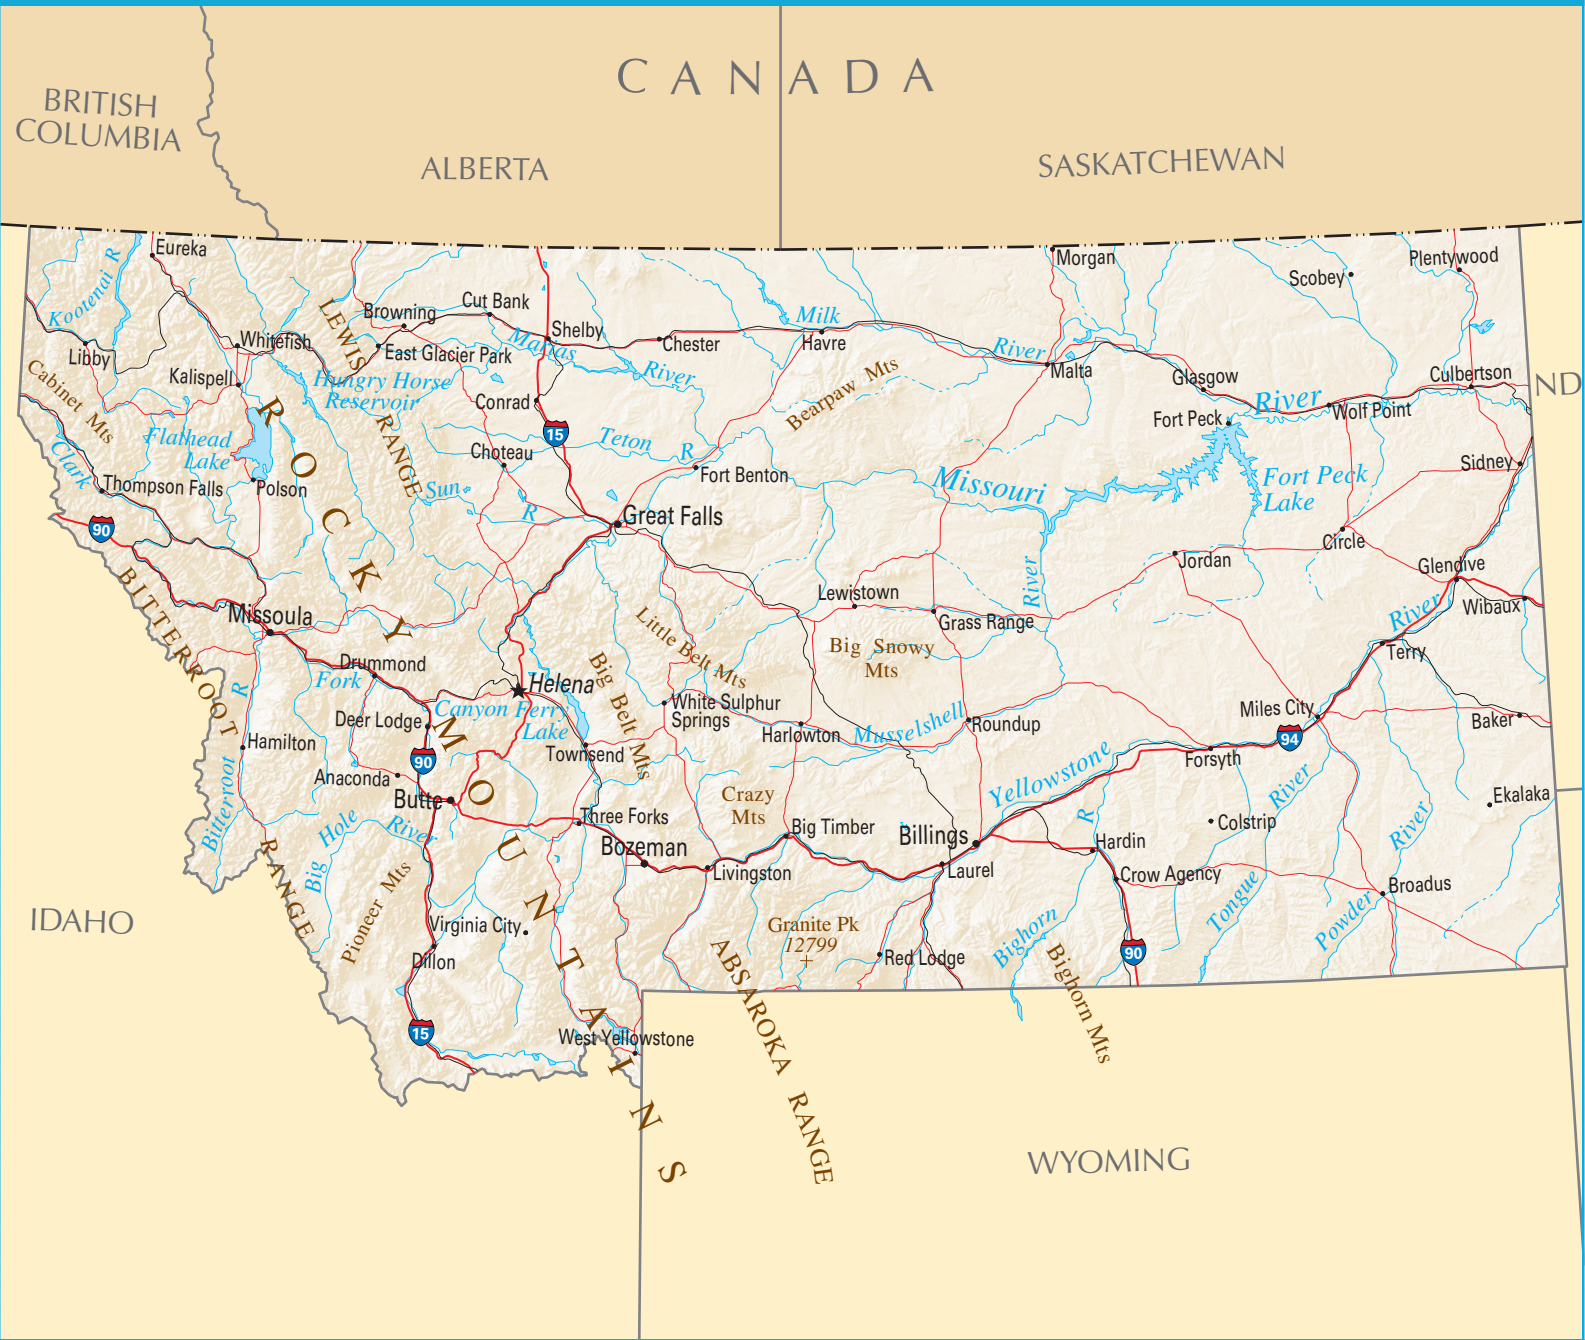 CANADA
BRITISH
COLUMBIA
ALBERTA
SASKATCHEWAN
Eureka
Morgan
Plentywood
Scobey
Kootenai R
Browning
Cut Bank
LEWIS
RANGE
Shelby
Milk
River
Havre
Chester
Whitefish
East Glacier Park
Marias
River
Libby
Kalispell
Hungry Horse
Reservoir
Malta
Glasgow
Culbertson
ND
Cabinet Mts
Conrad
Bearpaw Mts
Fort Peck
River
Wolf Point
15
ROCKY
MOUNTAINS
Flathead
Lake
Teton
R
Choteau
Fort Benton
Clark
Thompson Falls
Polson
Sun
R
Missouri
River
Fort Peck
Lake
Sidney
90
Great Falls
Circle
Jordan
Glendive
BITTERROOT
RANGE
Lewistown
Grass Range
Wibaux
Missoula
Little Belt Mts
Big Snowy
Mts
River
Terry
Drummond
Fork
Helena
Big Belt Mts
R
Canyon Ferry
Lake
White Sulphur
Springs
Deer Lodge
Harlowton
Musselshell
Roundup
Miles City
Baker
Hamilton
90
Townsend
94
Forsyth
Anaconda
Butte
Yellowstone
River
Bitterroot
Crazy
Mts
Ekalaka
Big
Hole
River
Three Forks
Big Timber
Billings
R
Colstrip
River
Bozeman
Hardin
Livingston
Laurel
Crow Agency
Pioneer Mts
Tongue
Broadus
IDAHO
Virginia City
Granite Pk
12799
Powder
Bighorn
Dillon
Red Lodge
90
ABSAROKA RANGE
Bighorn Mts
15
West Yellowstone
WYOMING